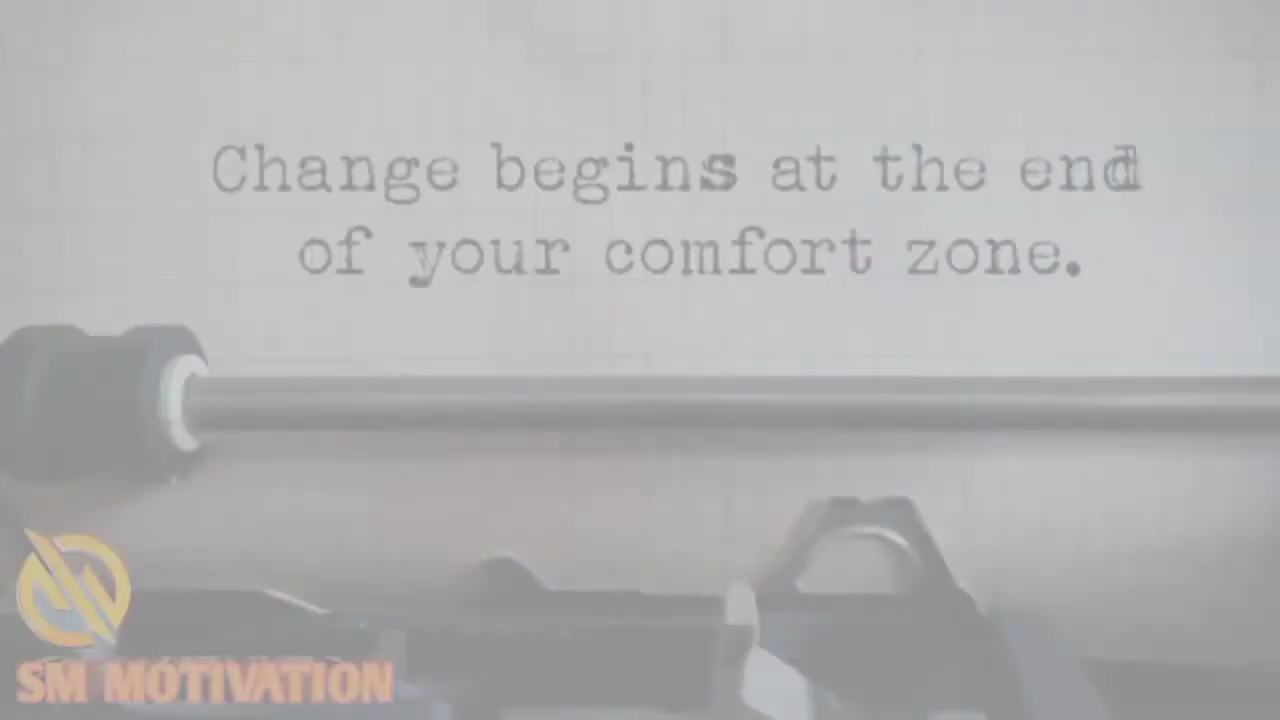 Change begins at the end
of your comfort zone.
SM MOTIVATION